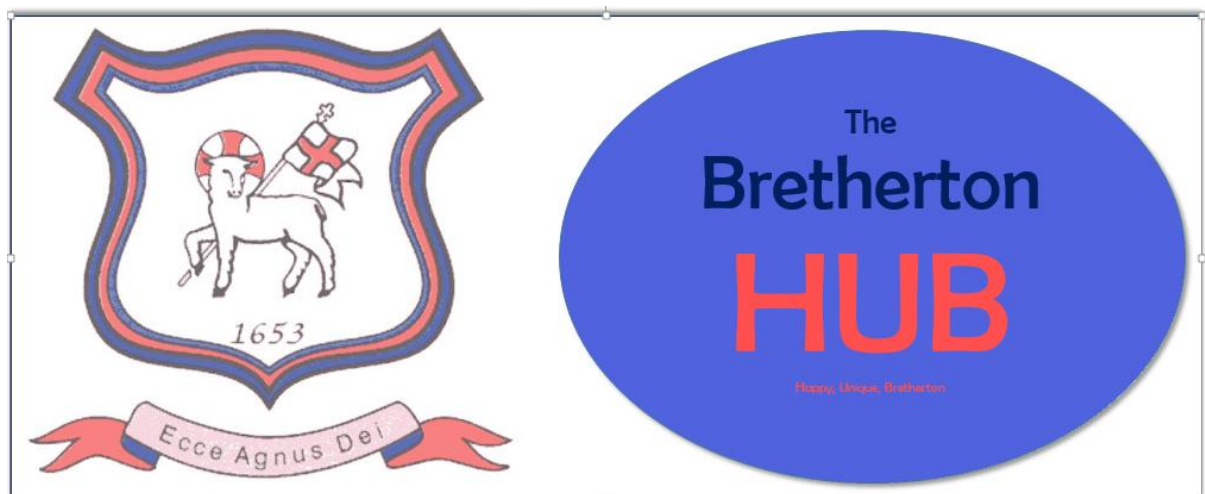 1653
Ecce Agnus Dei
The
Bretherton
HUB
Happy, Unique, Bretherton